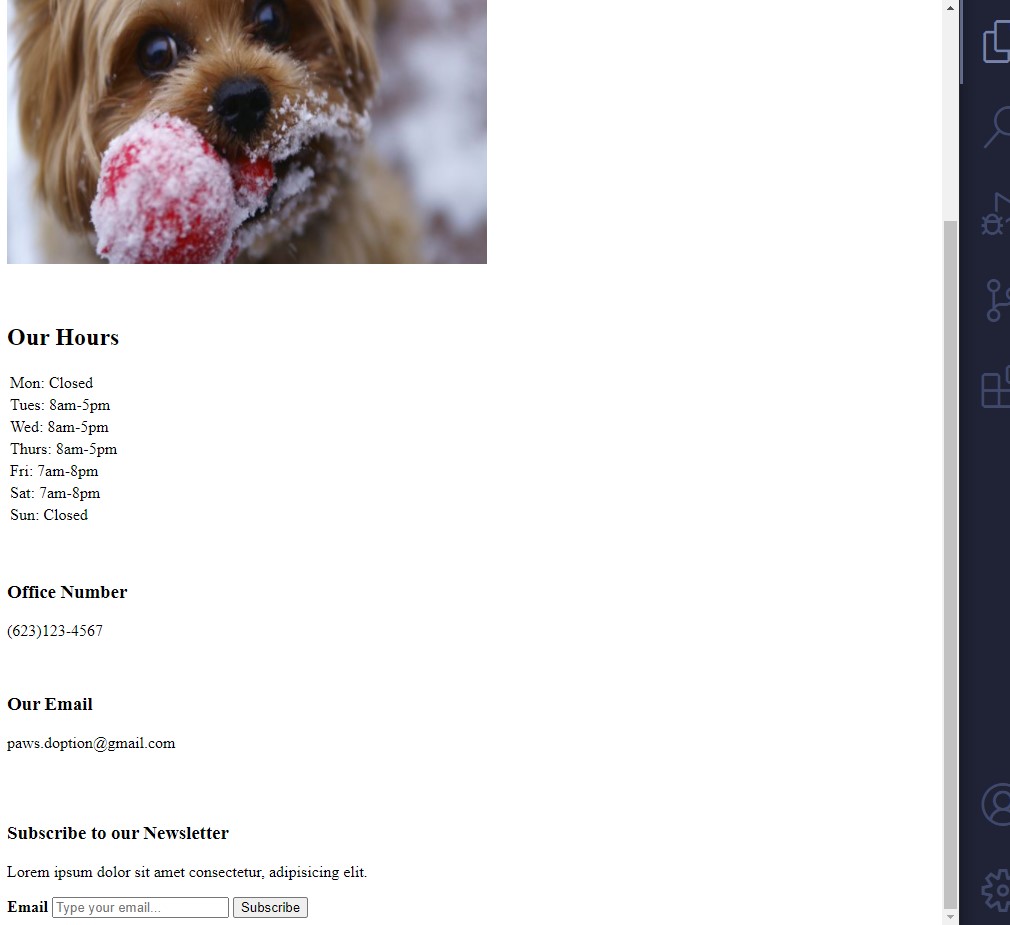 Our Hours
Mon: Closed
Tues: 8am-5pm
Wed: 8am-5pm
Thurs: 8am-5pm
Fri: 7am-8pm
Sat: 7am-8pm
Sun: Closed
Office Number
(623)123-4567
Our Email
paws.doption@gmail.com
Subscribe to our Newsletter
Lorem ipsum dolor sit amet consectetur, adipisicing elit.
Email Type your email... Subscribe